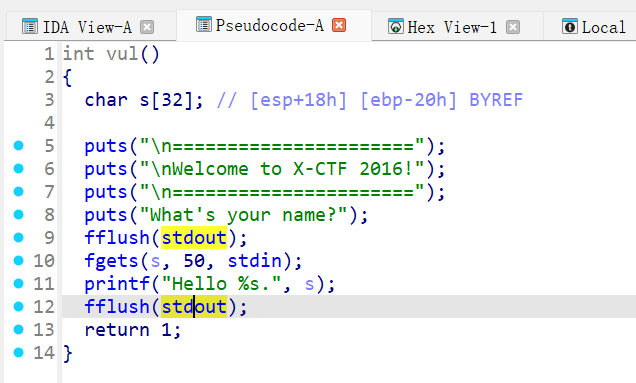 IDA View-A Pseudocode-A Hex View-1 Local
1 int vul()
2 {
3 char s[32]; // [esp+18h] [ebp-20h] BYREF
4
5 puts("\n======================");
6 puts("\nWelcome to X-CTF 2016!");
7 puts("\n======================");
8 puts("What's your name?");
9 fflush(stdout);
10 fgets(s, 50, stdin);
11 printf("Hello %s.", s);
12 fflush(stdout);
13 return 1;
14 }